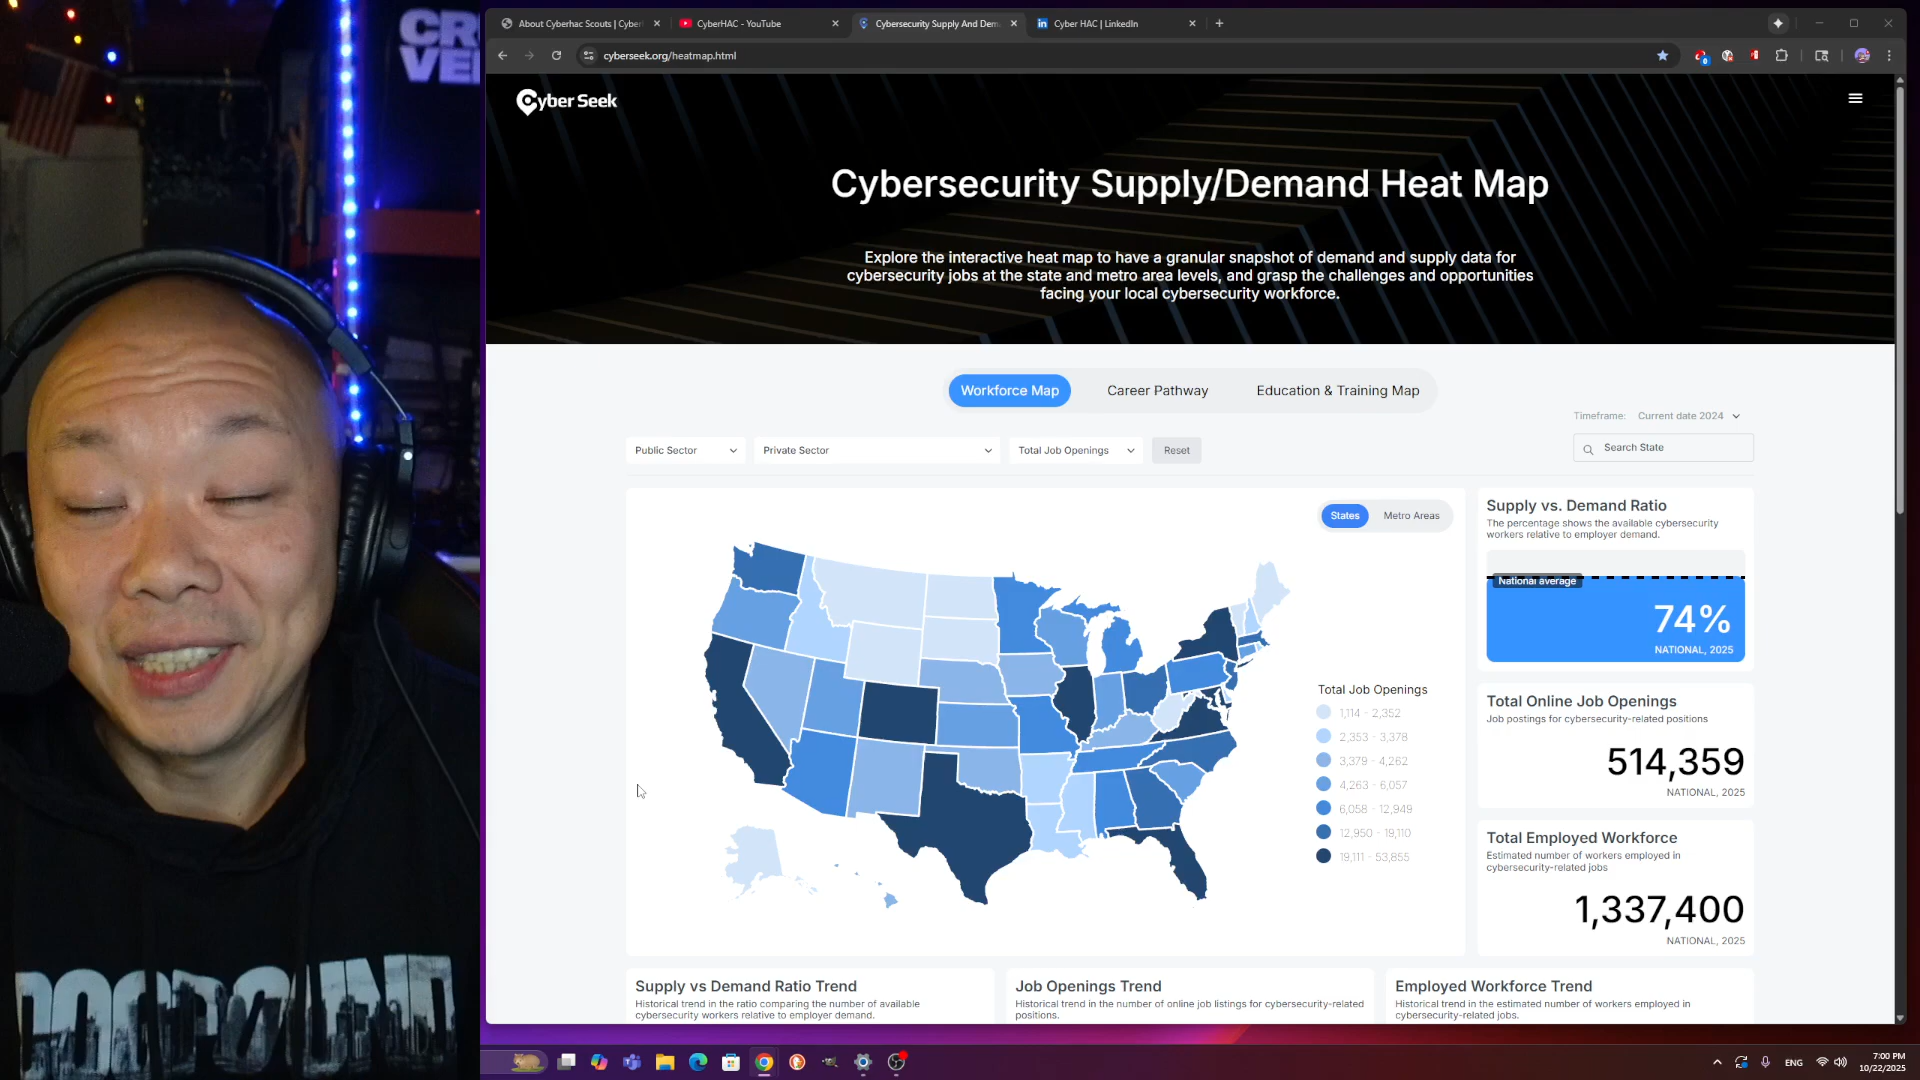 About Cyberhac Scouts | Cyber
CyberHAC - YouTube
Cybersecurity Supply And Dem
Cyber HAC | LinkedIn
cyberseek.org/heatmap.html
Cyber Seek
Cybersecurity Supply/Demand Heat Map
Explore the interactive heat map to have a granular snapshot of demand and supply data for
cybersecurity jobs at the state and metro area levels, and grasp the challenges and opportunities
facing your local cybersecurity workforce.
Workforce Map
Career Pathway
Education & Training Map
Timeframe: Current date 2024
Public Sector
Private Sector
Total Job Openings
Reset
Search State
States
Metro Areas
Total Job Openings
1,114 - 2,352
2,353 - 3,378
3,379 - 4,262
4,263 - 6,057
6,058 - 12,949
12,950 - 19,110
19,111 - 53,855
Supply vs. Demand Ratio
The percentage shows the available cybersecurity
workers relative to employer demand.
National average
74%
NATIONAL, 2025
Total Online Job Openings
Job postings for cybersecurity-related positions
514,359
NATIONAL, 2025
Total Employed Workforce
Estimated number of workers employed in
cybersecurity-related jobs
1,337,400
NATIONAL, 2025
Supply vs Demand Ratio Trend
Historical trend in the ratio comparing the number of available
cybersecurity workers relative to employer demand.
Job Openings Trend
Historical trend in the number of online job listings for cybersecurity-related
positions.
Employed Workforce Trend
Historical trend in the estimated number of workers employed in
cybersecurity-related jobs.
ENG
7:00 PM
10/22/2025